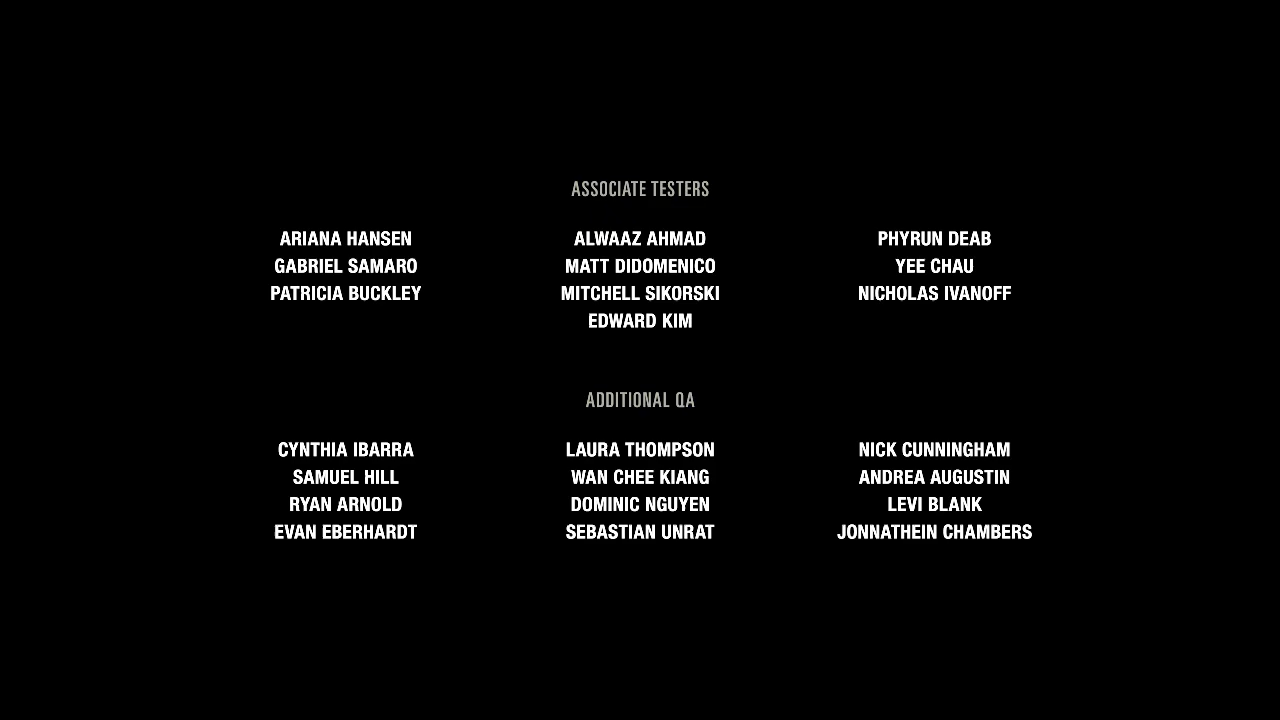 ASSOCIATE TESTERS
ARIANA HANSEN ALWAAZ AHMAD PHYRUN DEAB
GABRIEL SAMARO MATT DIDOMENICO YEE CHAU
PATRICIA BUCKLEY MITCHELL SIKORSKI NICHOLAS IVANOFF
EDWARD KIM
ADDITIONAL QA
CYNTHIA IBARRA LAURA THOMPSON NICK CUNNINGHAM
SAMUEL HILL WAN CHEE KIANG ANDREA AUGUSTIN
RYAN ARNOLD DOMINIC NGUYEN LEVI BLANK
EVAN EBERHARDT SEBASTIAN UNRAT JONNATHEIN CHAMBERS